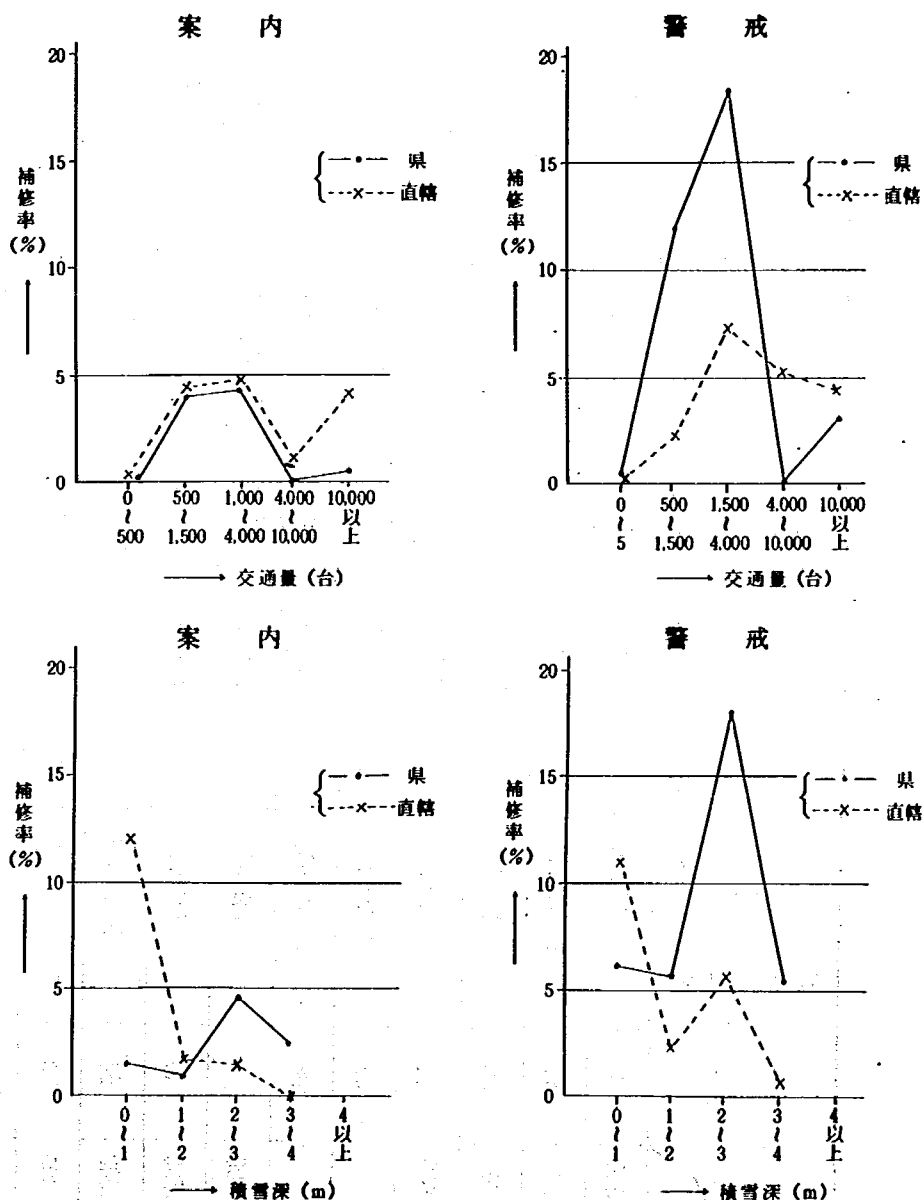 案 内
20
15
10
5
0
補修率(%)
県
直轄
0～500
500～1,500
1,000～4,000
4,000～10,000
10,000以上
交通量(台)
警 戒
20
15
10
5
0
補修率(%)
県
直轄
0～5
500～1,500
1,500～4,000
4,000～10,000
10,000以上
交通量(台)
案 内
20
15
10
5
0
補修率(%)
県
直轄
0～1
1～2
2～3
3～4
4以上
積雪深(m)
警 戒
20
15
10
5
0
補修率(%)
県
直轄
0～1
1～2
2～3
3～4
4以上
積雪深(m)